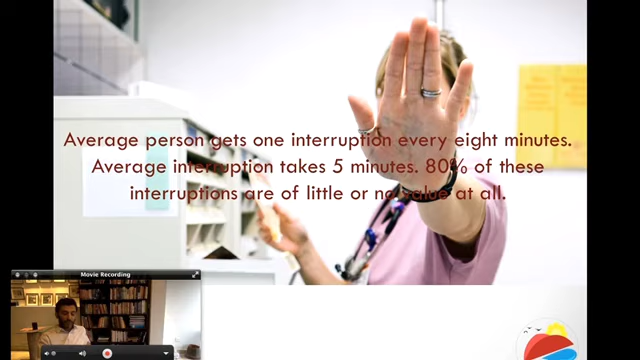 Average person gets one interruption every eight minutes.
Average interruption takes 5 minutes. 80% of these
interruptions are of little or no value at all.
Movie Recording